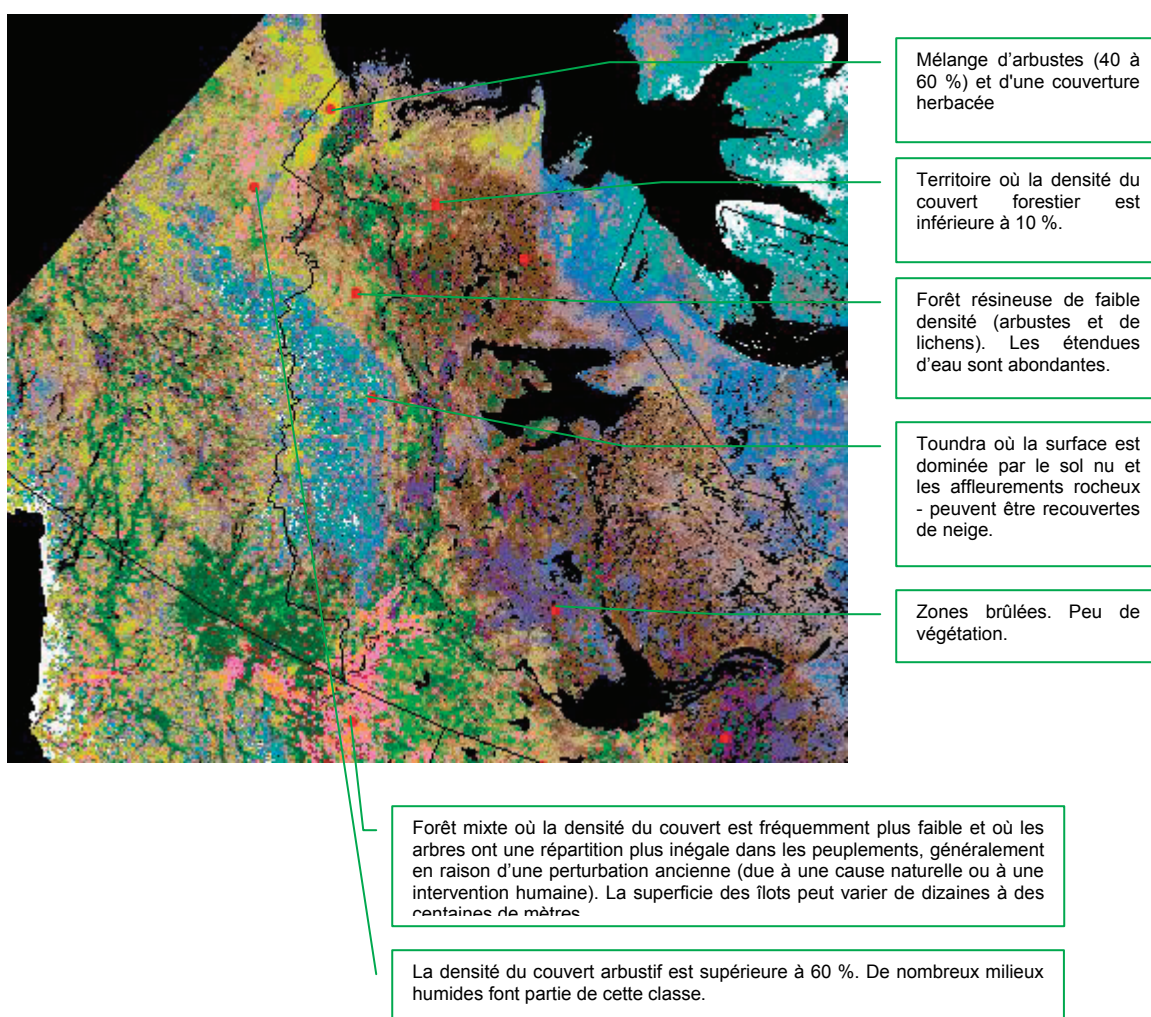 Mélange d’arbustes (40 à
60 %) et d'une couverture
herbacée
Territoire où la densité du
couvert forestier est
inférieure à 10 %.
Forêt résineuse de faible
densité (arbustes et de
lichens). Les étendues
d’eau sont abondantes.
Toundra où la surface est
dominée par le sol nu et
les affleurements rocheux
- peuvent être recouvertes
de neige.
Zones brûlées. Peu de
végétation.
Forêt mixte où la densité du couvert est fréquemment plus faible et où les
arbres ont une répartition plus inégale dans les peuplements, généralement
en raison d’une perturbation ancienne (due à une cause naturelle ou à une
intervention humaine). La superficie des îlots peut varier de dizaines à des
centaines de mètres
La densité du couvert arbustif est supérieure à 60 %. De nombreux milieux
humides font partie de cette classe.